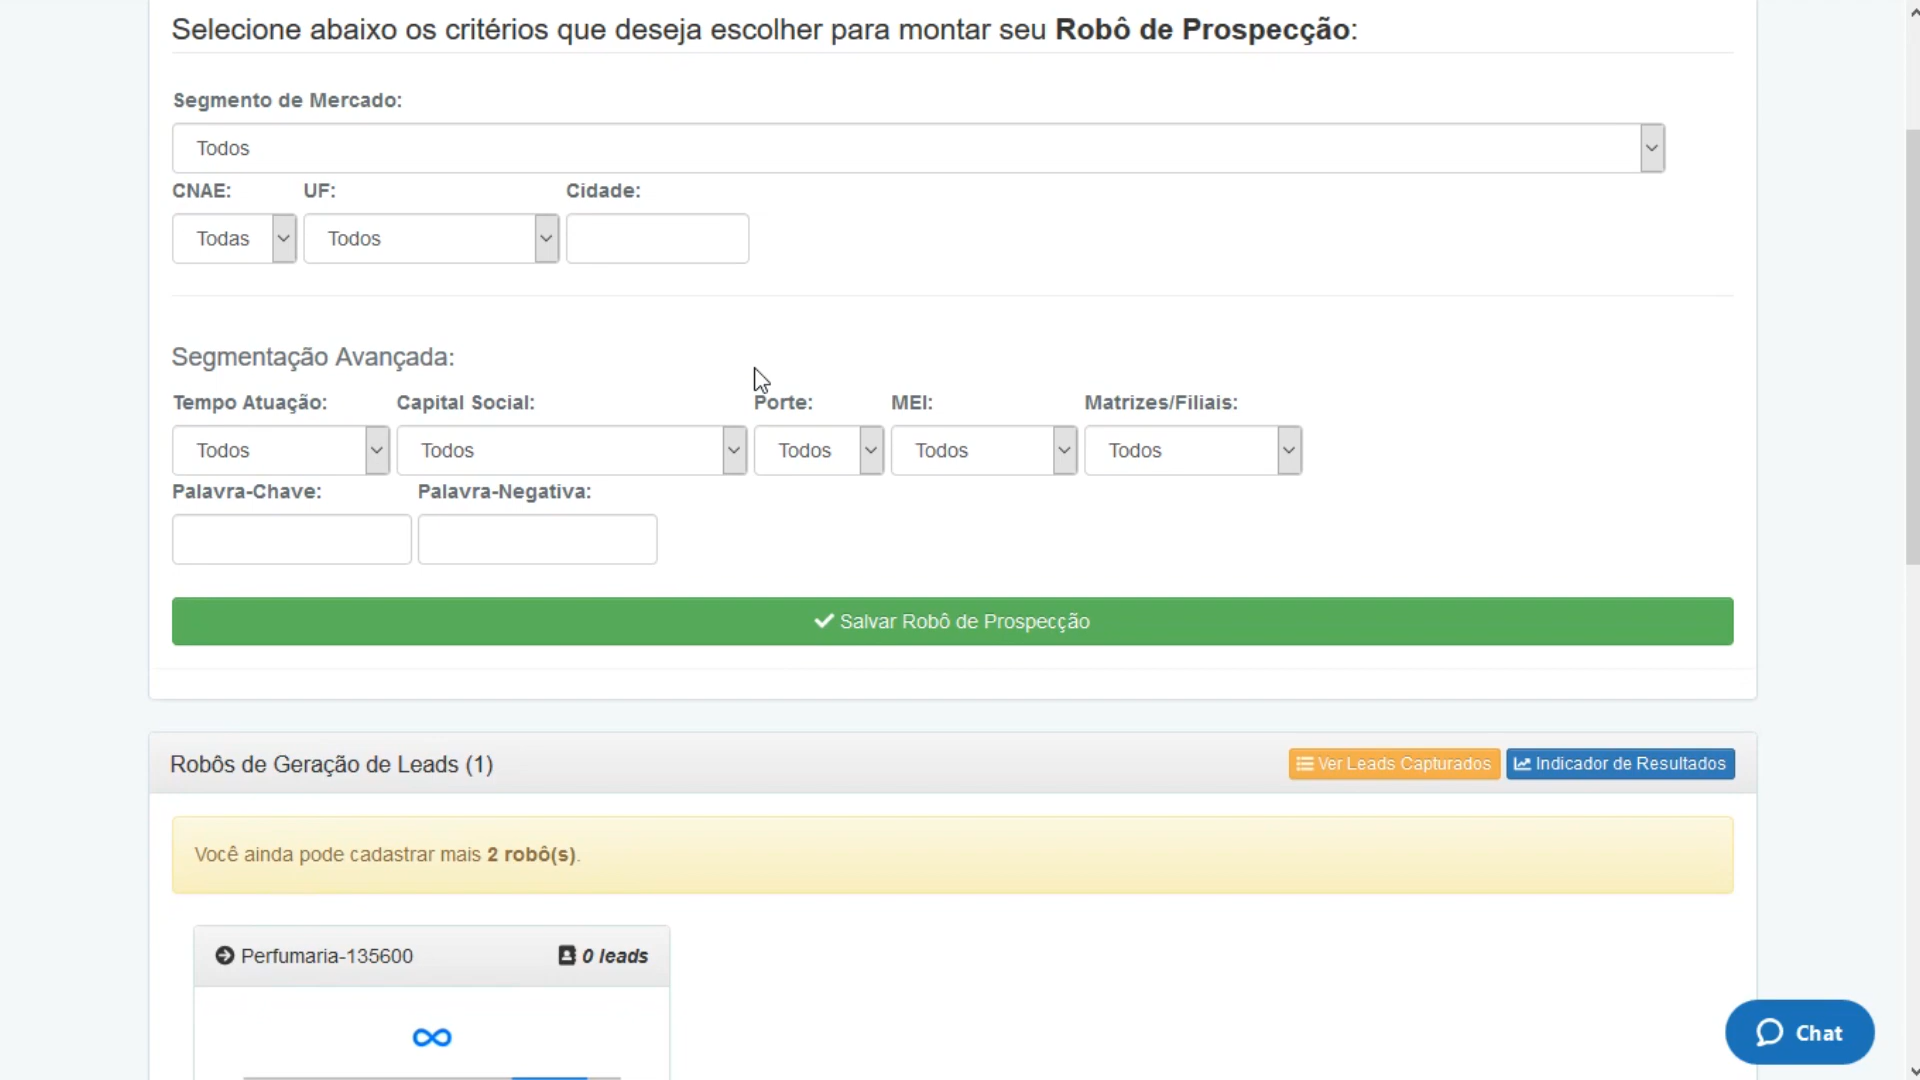 Selecione abaixo os critérios que deseja escolher para montar seu Robô de Prospecção:
Segmento de Mercado:
Todos
CNAE: UF: Cidade:
Todas Todos
Segmentação Avançada:
Tempo Atuação: Capital Social: Porte: MEI: Matrizes/Filiais:
Todos Todos Todos Todos Todos
Palavra-Chave: Palavra-Negativa:
Salvar Robô de Prospecção
Robôs de Geração de Leads (1) Ver Leads Capturados Indicador de Resultados
Você ainda pode cadastrar mais 2 robô(s).
Perfumaria-135600 0 leads
Chat